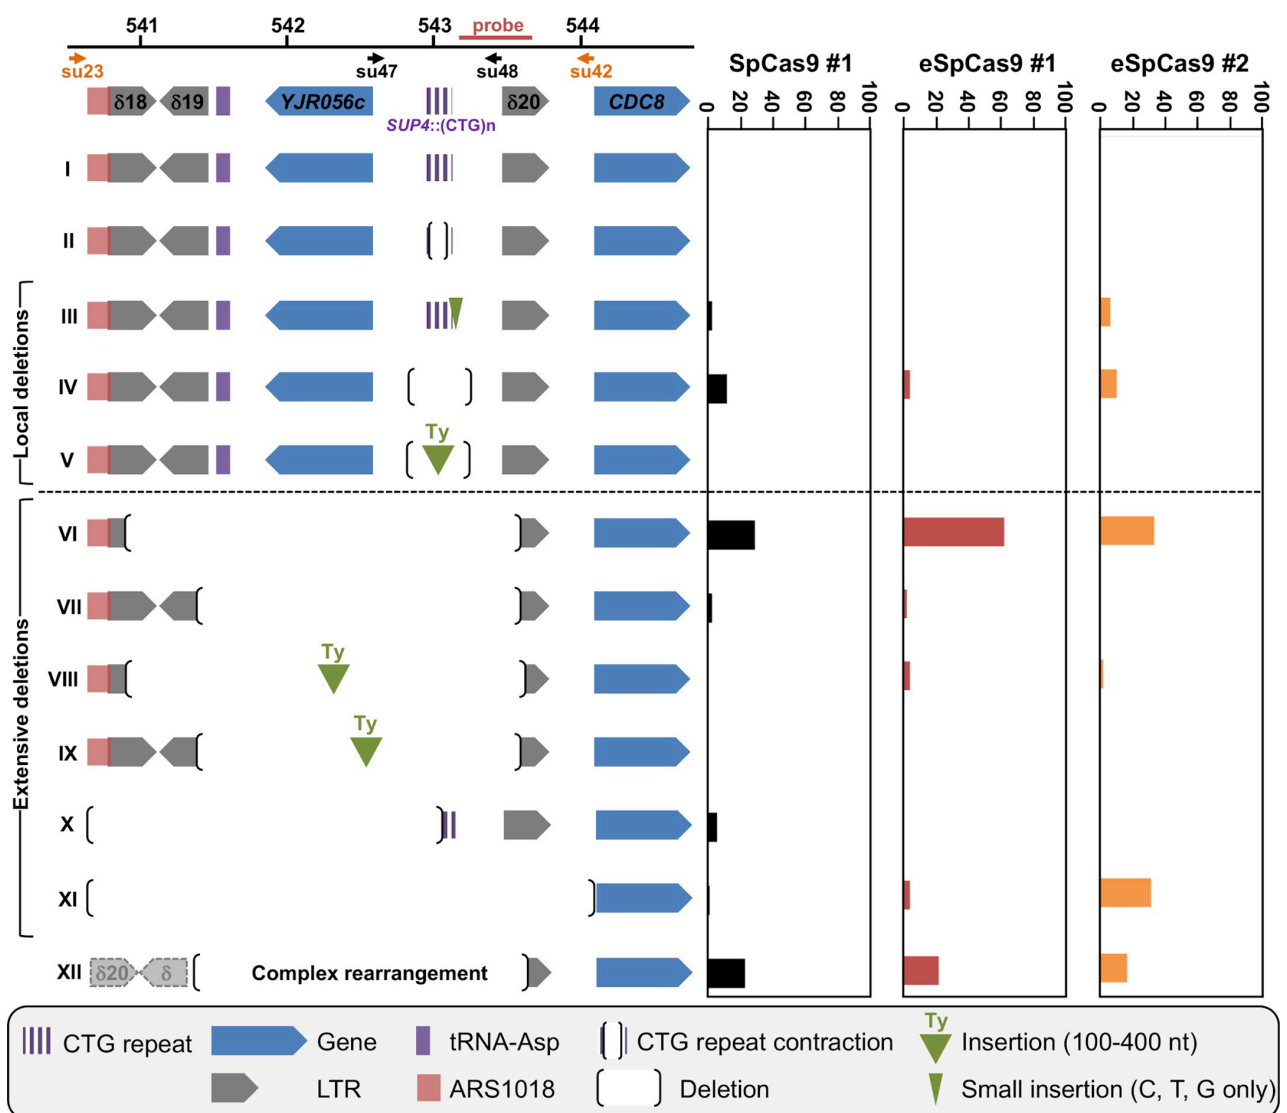 541 542 543 544
probe
su23 su47 su48 su42
SpCas9 #1 eSpCas9 #1 eSpCas9 #2
0 20 40 60 80 100 0 20 40 60 80 100 0 20 40 60 80 100
δ18 δ19 YJR056c δ20 CDC8
SUP4::(CTG)n
I
II
III
Local deletions
IV
Ty
V
VI
VII
Ty
VIII
Extensive deletions
Ty
IX
X
XI
XII δ20 δ Complex rearrangement
CTG repeat Gene tRNA-Asp CTG repeat contraction Ty Insertion (100-400 nt)
LTR ARS1018 Deletion Small insertion (C, T, G only)